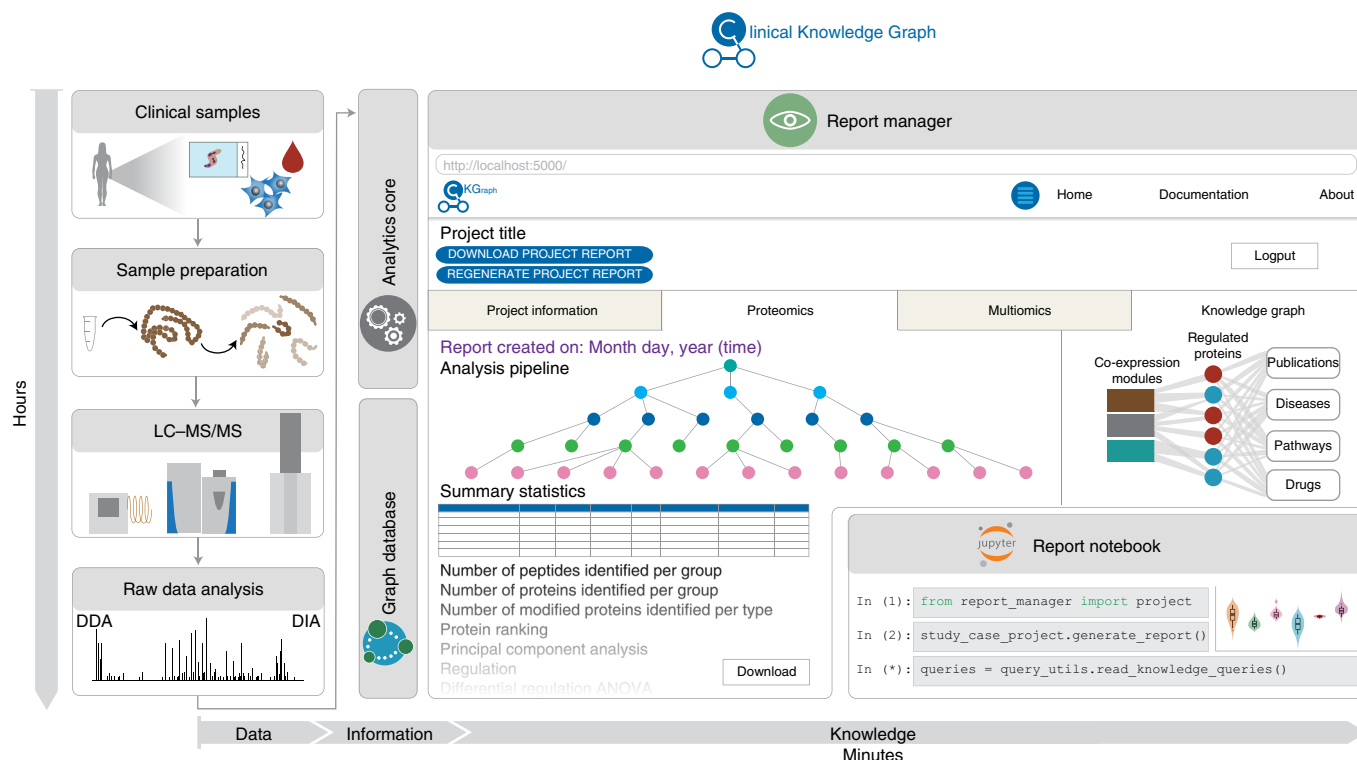 Clinical Knowledge Graph
Hours
Clinical samples
Sample preparation
LC–MS/MS
Raw data analysis
DDA
DIA
Analytics core
Graph database
Report manager
http://localhost:5000/
CKGraph
Home
Documentation
About
Project title
DOWNLOAD PROJECT REPORT
REGENERATE PROJECT REPORT
Logput
Project information
Proteomics
Multiomics
Knowledge graph
Report created on: Month day, year (time)
Analysis pipeline
Summary statistics
Number of peptides identified per group
Number of proteins identified per group
Number of modified proteins identified per type
Protein ranking
Principal component analysis
Regulation
Differential regulation ANOVA
Download
Co-expression
modules
Regulated
proteins
Publications
Diseases
Pathways
Drugs
jupyter
Report notebook
In (1): from report_manager import project
In (2): study_case_project.generate_report()
In (*): queries = query_utils.read_knowledge_queries()
Data
Information
Knowledge
Minutes